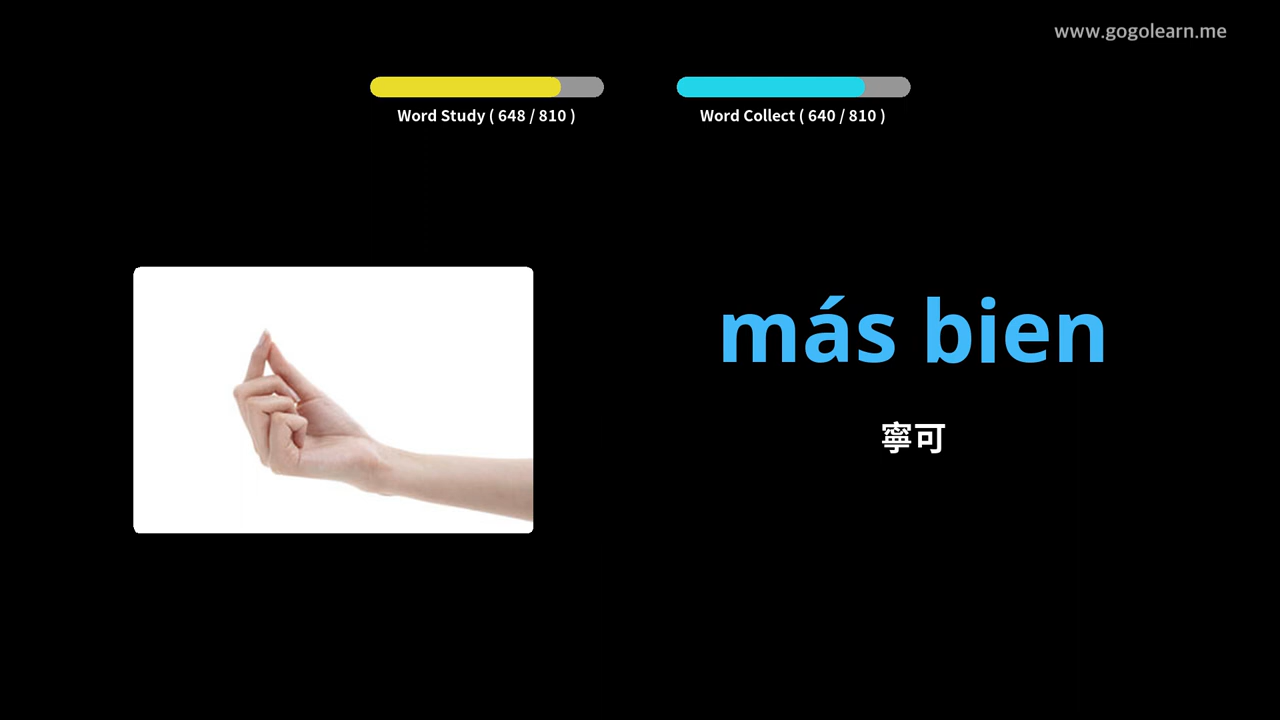 www.gogolearn.me
Word Study ( 648 / 810 )
Word Collect ( 640 / 810 )
más bien
寧可